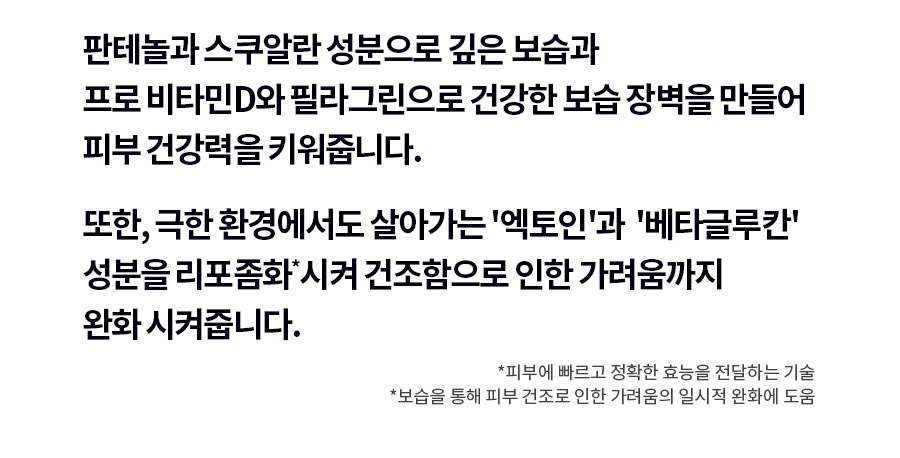 판테놀과 스쿠알란 성분으로 깊은 보습과
프로 비타민D와 필라그린으로 건강한 보습 장벽을 만들어
피부 건강력을 키워줍니다.
또한, 극한 환경에서도 살아가는 '엑토인'과 '베타글루칸'
성분을 리포좀화*시켜 건조함으로 인한 가려움까지
완화 시켜줍니다.
*피부에 빠르고 정확한 효능을 전달하는 기술
*보습을 통해 피부 건조로 인한 가려움의 일시적 완화에 도움